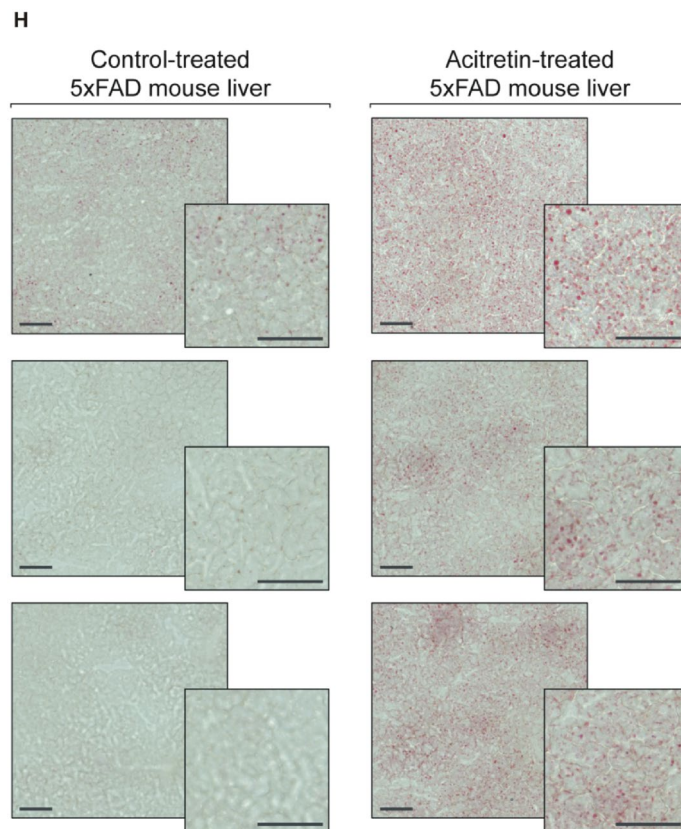 H
Control-treated
5xFAD mouse liver
Acitretin-treated
5xFAD mouse liver